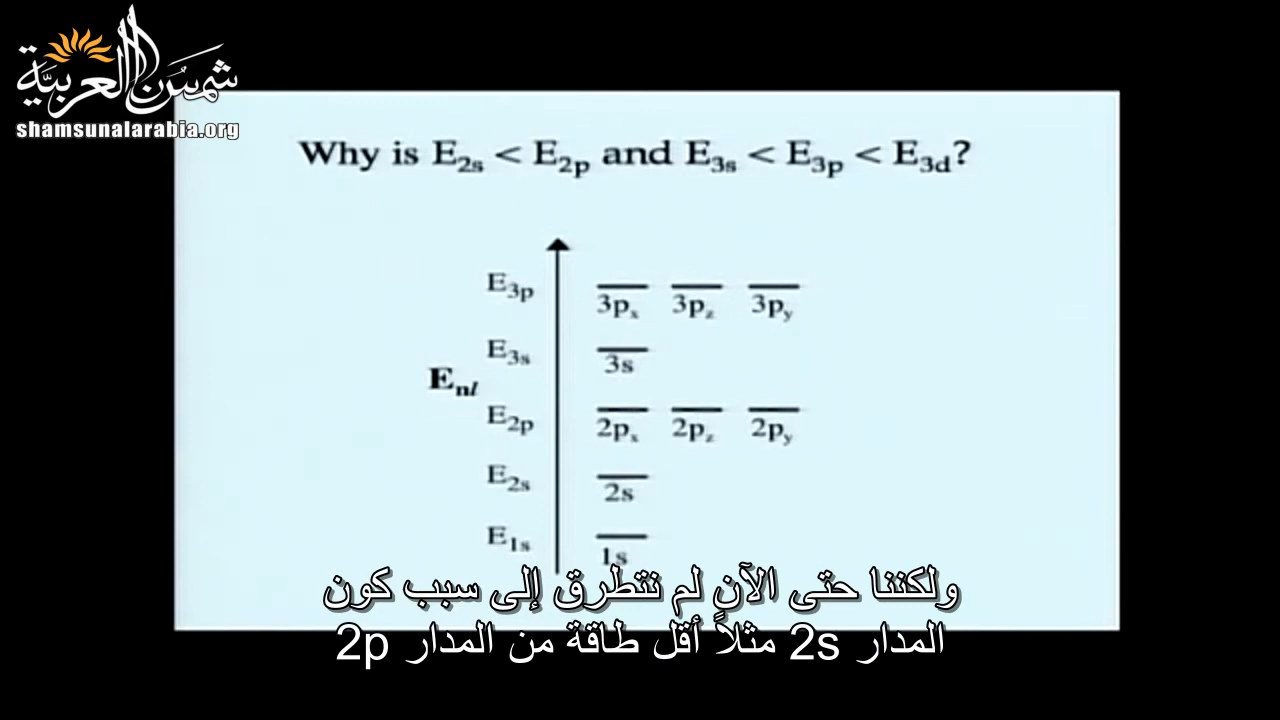 شمسُ العربيّة
shamsunalarabia.org
Why is E2s < E2p and E3s < E3p < E3d?
E3p 3px 3pz 3py
E3s 3s
Enl
E2p 2px 2pz 2py
E2s 2s
E1s 1s
ولكننا حتى الآن لم نتطرق إلى سبب كون
المدار 2s مثلاً أقل طاقة من المدار 2p